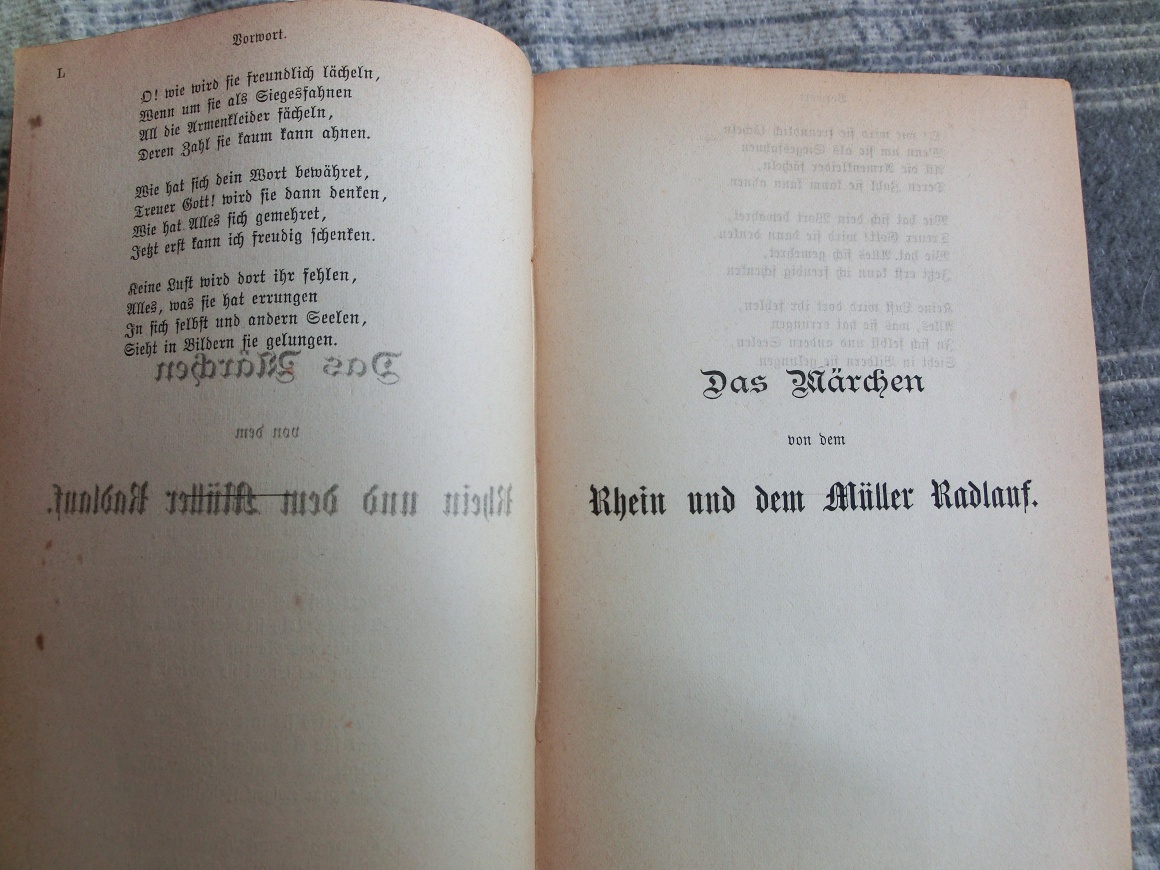 Vorwort.
L
O! wie wird sie freundlich lächeln,
Wenn um sie als Siegesfahnen
All die Armenkleider fächeln,
Deren Zahl sie kaum kann ahnen.
Wie hat sich dein Wort bewähret,
Treuer Gott! wird sie dann denken,
Wie hat Alles sich gemehret,
Jetzt erst kann ich freudig schenken.
Keine Lust wird dort ihr fehlen,
Alles, was sie hat errungen
In sich selbst und andern Seelen,
Sieht in Bildern sie gelungen.
Das Märchen
von dem
Rhein und dem Müller Radlauf.